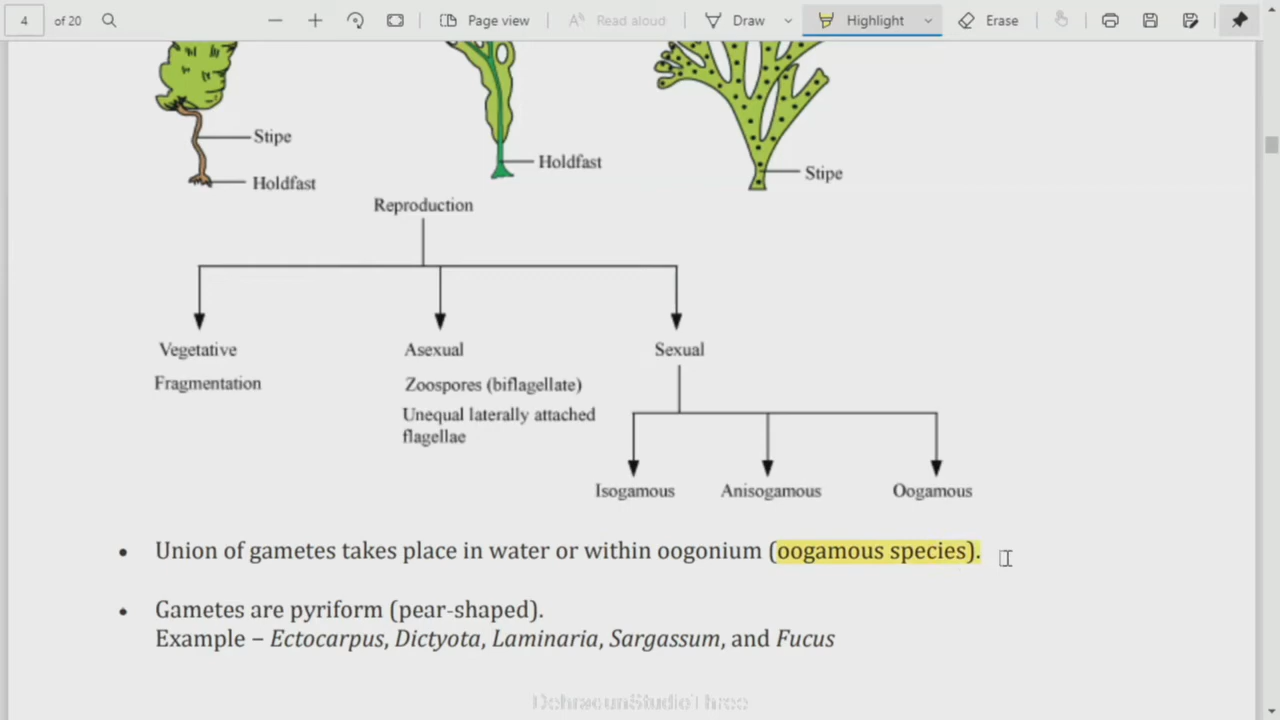 4 of 20 Page view Read aloud Draw Highlight Erase
Stipe
Holdfast
Holdfast
Stipe
Reproduction
Vegetative Asexual Sexual
Fragmentation Zoospores (biflagellate)
Unequal laterally attached
flagellae
Isogamous Anisogamous Oogamous
• Union of gametes takes place in water or within oogonium (oogamous species).
• Gametes are pyriform (pear-shaped).
Example – Ectocarpus, Dictyota, Laminaria, Sargassum, and Fucus
DehradunStudioThree